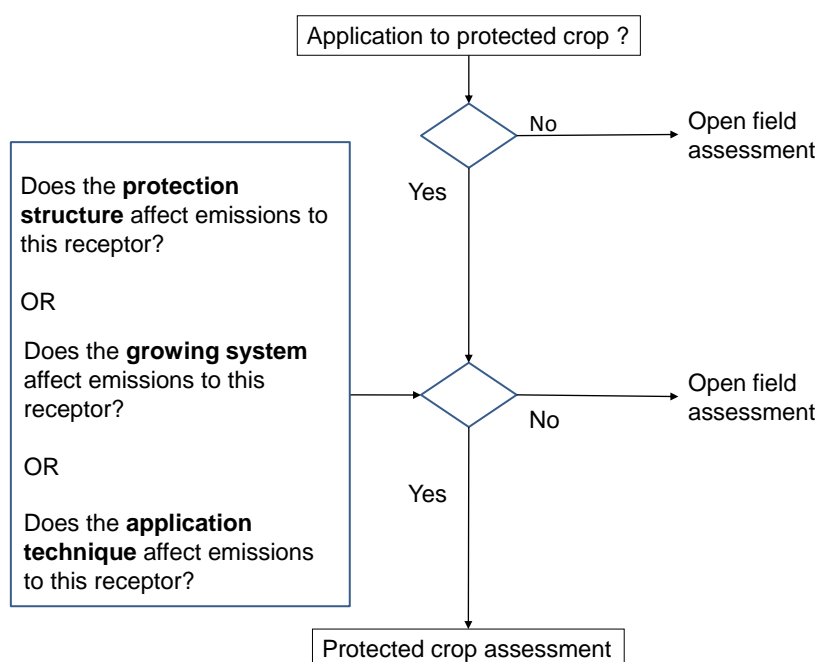 Application to protected crop ?
No
Open field
assessment
Yes
Does the protection
structure affect emissions to
this receptor?
OR
Does the growing system
affect emissions to this
receptor?
OR
Does the application
technique affect emissions
to this receptor?
Open field
assessment
No
Yes
Protected crop assessment